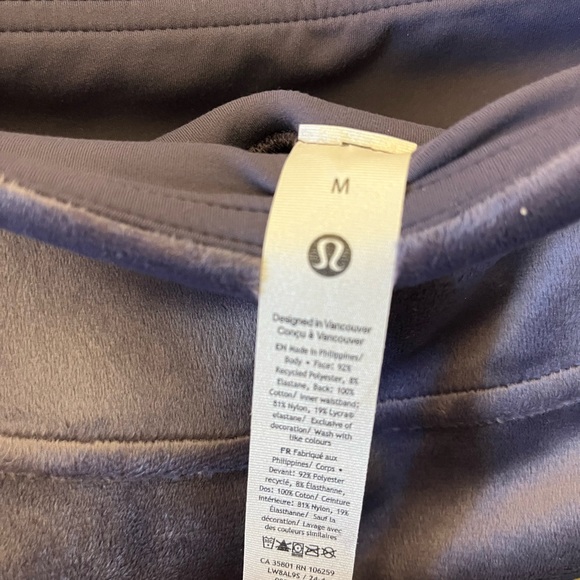 M
Designed in Vancouver
Conçu à Vancouver
EN Made in Philippines/
Body • Face: 92%
Recycled Polyester, 8%
Elastane, Back: 100%
Cotton/ Inner waistband:
81% Nylon, 19% Lycra®
elastane/ Exclusive of
decoration/ Wash with
like colours
FR Fabriqué aux
Philippines/ Corps •
Devant: 92% Polyester
recyclé, 8% Élasthanne,
Dos: 100% Coton/ Ceinture
Intérieure: 81% Nylon, 19%
Élasthanne/ Sauf la
décoration/ Lavage avec
des couleurs similaires
CA 35801 RN 106259
LW8AL9S / 24-1